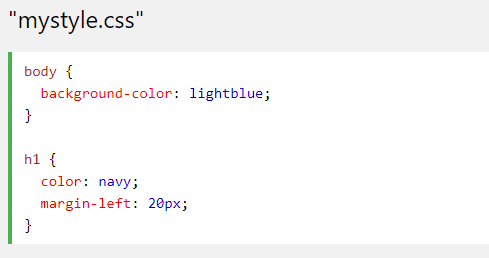 "mystyle.css"
body {
  background-color: lightblue;
}

h1 {
  color: navy;
  margin-left: 20px;
}